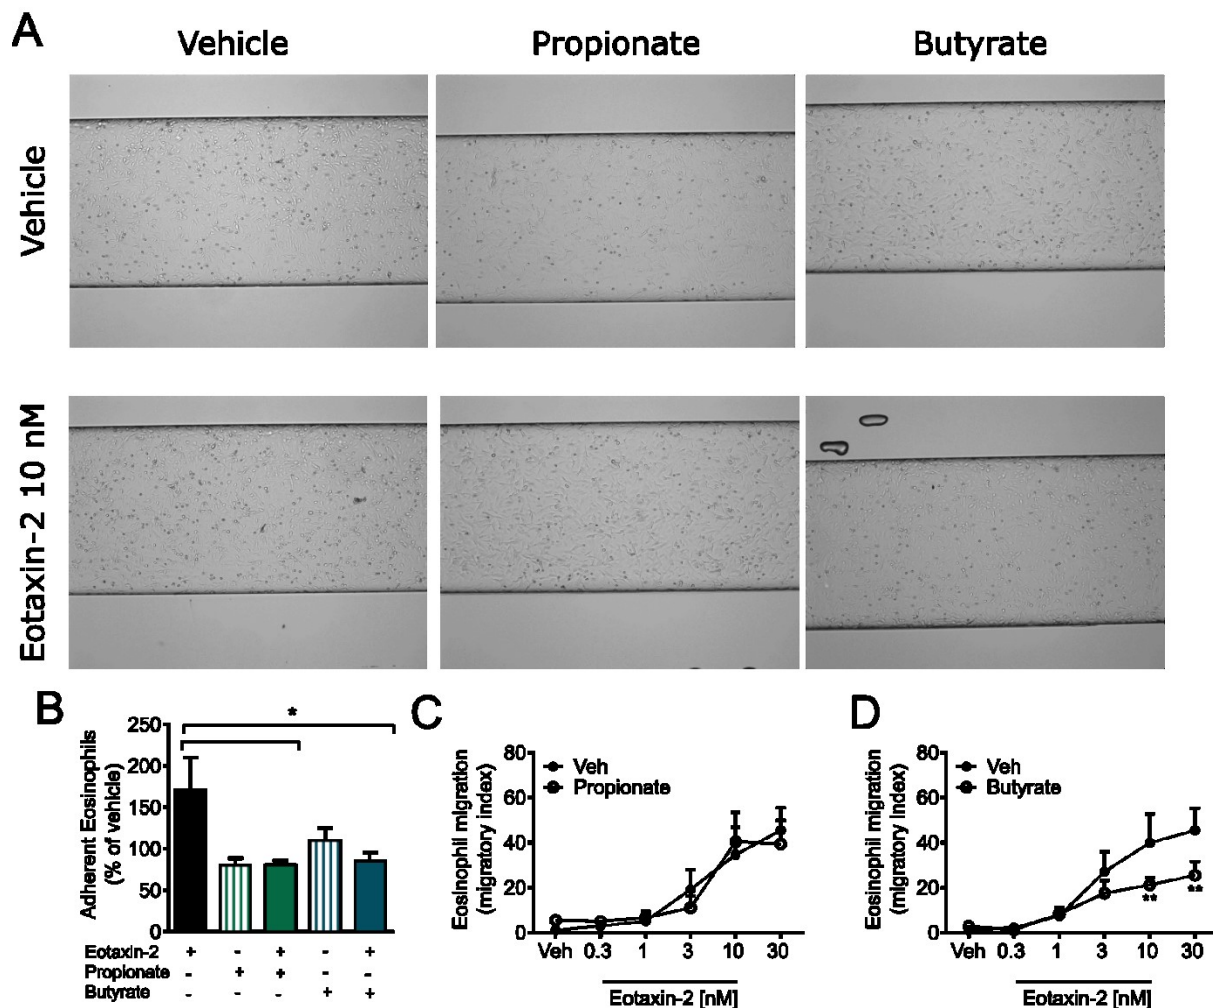 A
Vehicle Propionate Butyrate
Vehicle
Eotaxin-2 10 nM
B
Adherent Eosinophils
(% of vehicle)
250
200
150
100
50
0
*
Eotaxin-2 + - + - +
Propionate - + + - -
Butyrate - - - + +
C
Eosinophil migration
(migratory index)
80
60
40
20
0
Veh
Propionate
Veh 0.3 1 3 10 30
Eotaxin-2 [nM]
D
Eosinophil migration
(migratory index)
80
60
40
20
0
Veh
Butyrate
** **
Veh 0.3 1 3 10 30
Eotaxin-2 [nM]